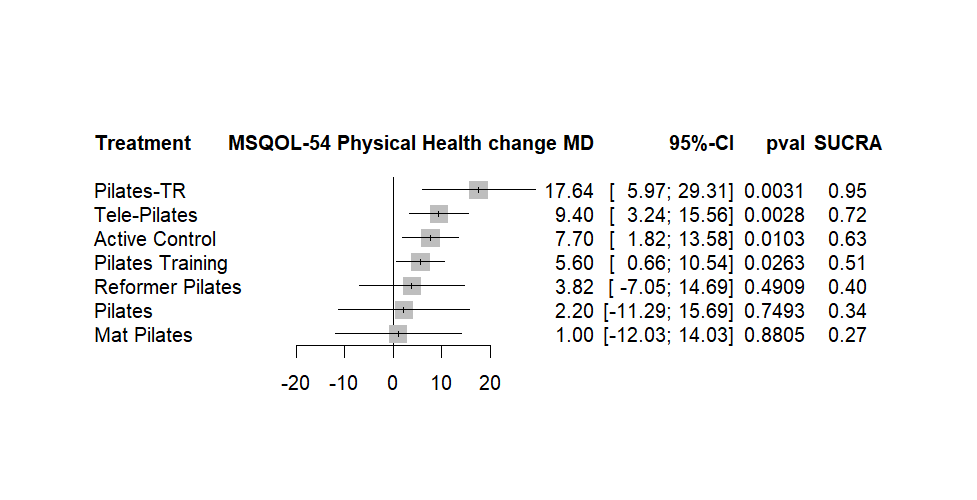 Treatment MSQOL-54 Physical Health change MD 95%-CI pval SUCRA
Pilates-TR 17.64 [ 5.97; 29.31] 0.0031 0.95
Tele-Pilates 9.40 [ 3.24; 15.56] 0.0028 0.72
Active Control 7.70 [ 1.82; 13.58] 0.0103 0.63
Pilates Training 5.60 [ 0.66; 10.54] 0.0263 0.51
Reformer Pilates 3.82 [ -7.05; 14.69] 0.4909 0.40
Pilates 2.20 [-11.29; 15.69] 0.7493 0.34
Mat Pilates 1.00 [-12.03; 14.03] 0.8805 0.27
-20 -10 0 10 20